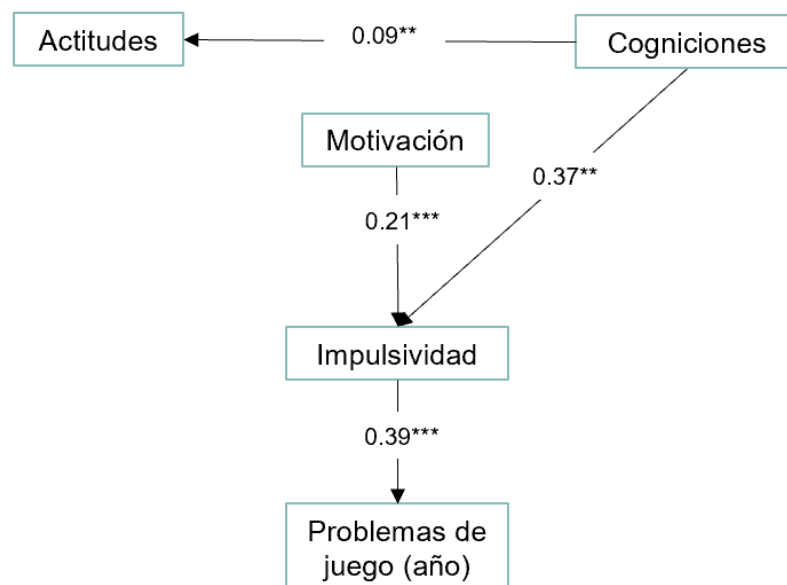 Actitudes
0.09**
Cogniciones
Motivación
0.37**
0.21***
Impulsividad
0.39***
Problemas de
juego (año)